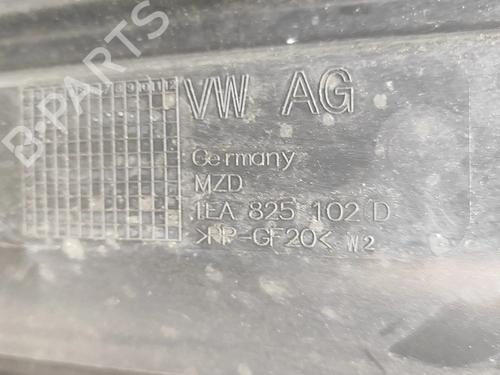 B-PARTS
VW AG
Germany
MZD
1EA 825 102 D
>PP-GF20< W2